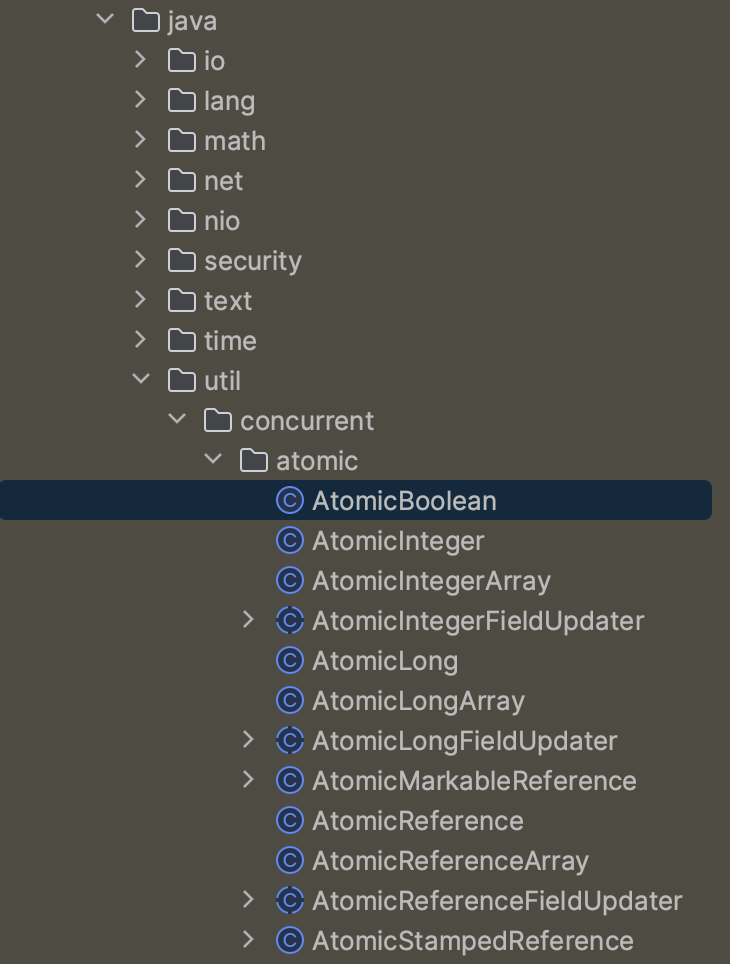 java
io
lang
math
net
nio
security
text
time
util
concurrent
atomic
AtomicBoolean
AtomicInteger
AtomicIntegerArray
AtomicIntegerFieldUpdater
AtomicLong
AtomicLongArray
AtomicLongFieldUpdater
AtomicMarkableReference
AtomicReference
AtomicReferenceArray
AtomicReferenceFieldUpdater
AtomicStampedReference